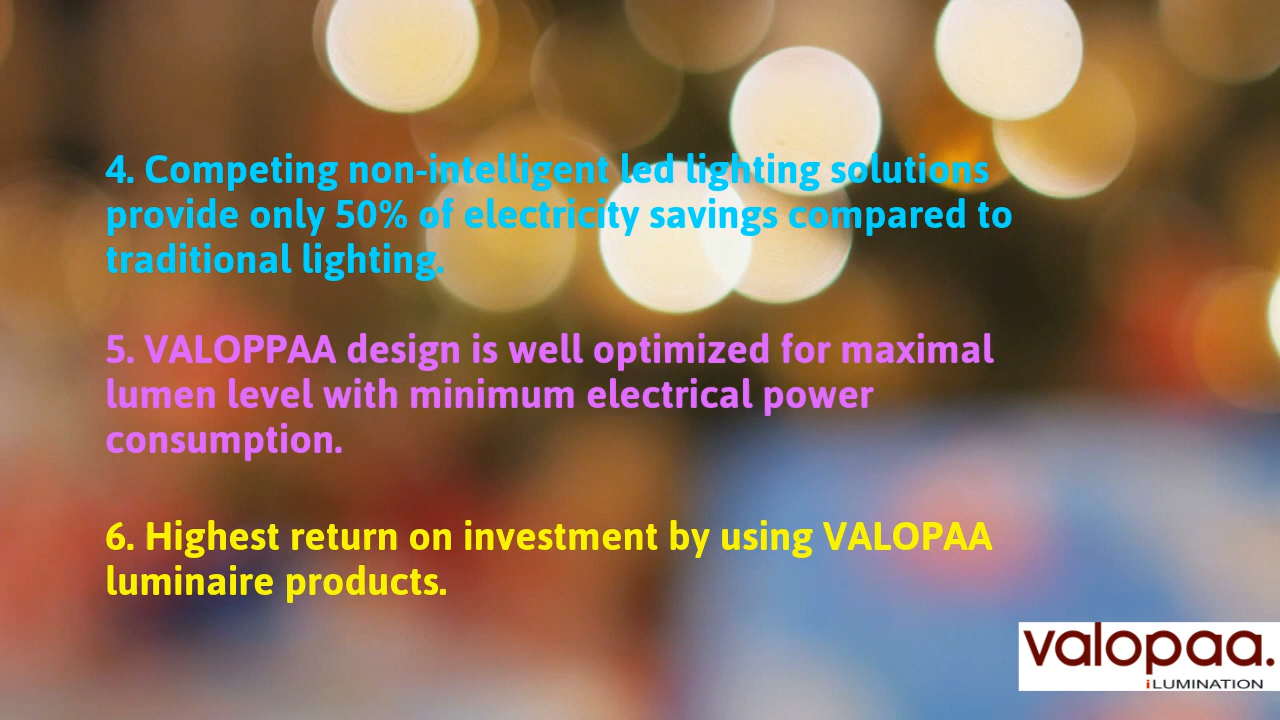 4. Competing non-intelligent led lighting solutions
provide only 50% of electricity savings compared to
traditional lighting.
5. VALOPPAA design is well optimized for maximal
lumen level with minimum electrical power
consumption.
6. Highest return on investment by using VALOPAA
luminaire products.
valopaa.
iLUMINATION